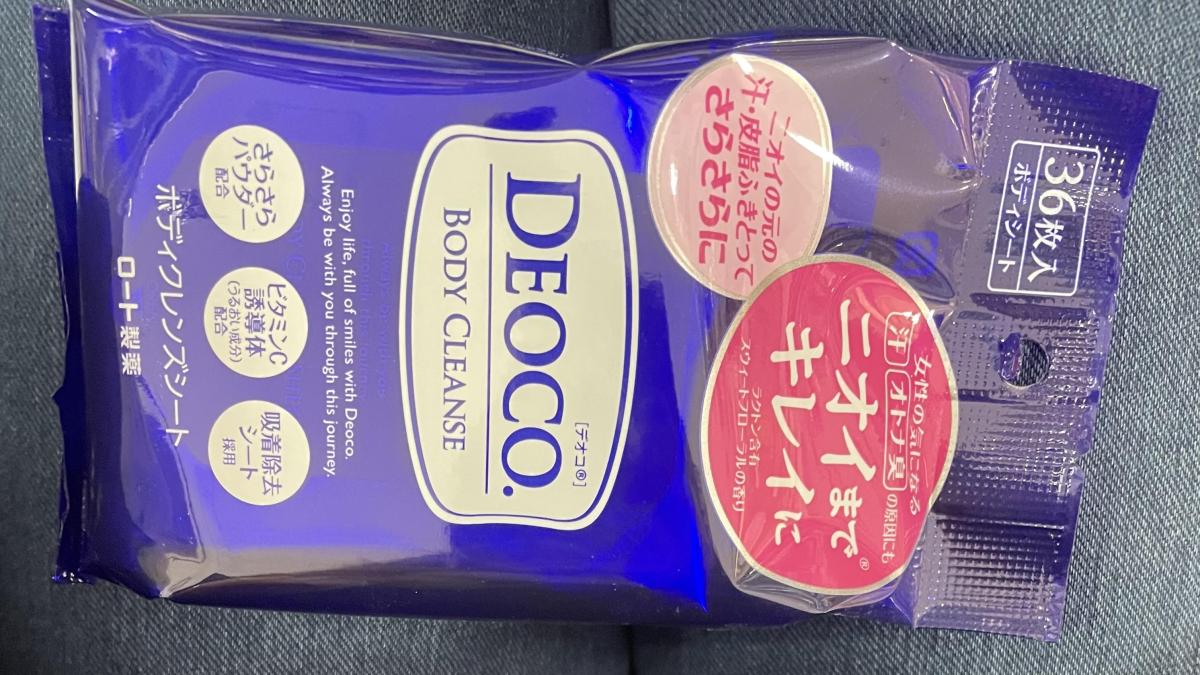 36枚入
ボディシート
女性の気になる
汗 オトナ臭 の原因にも
ニオイまで®
キレイに
ラクトン含有
スウィートフローラルの香り
ニオイの元の
汗・皮脂ふきとって
さらさらに
[デオコ®]
DEOCO.
BODY CLEANSE
Enjoy life, full of smiles with Deoco.
Always be with you through this journey.
さらさら
パウダー
配合
ビタミンC
誘導体
(うるおい成分)
配合
吸着除去
シート
採用
ボディクレンズシート
ロート製薬